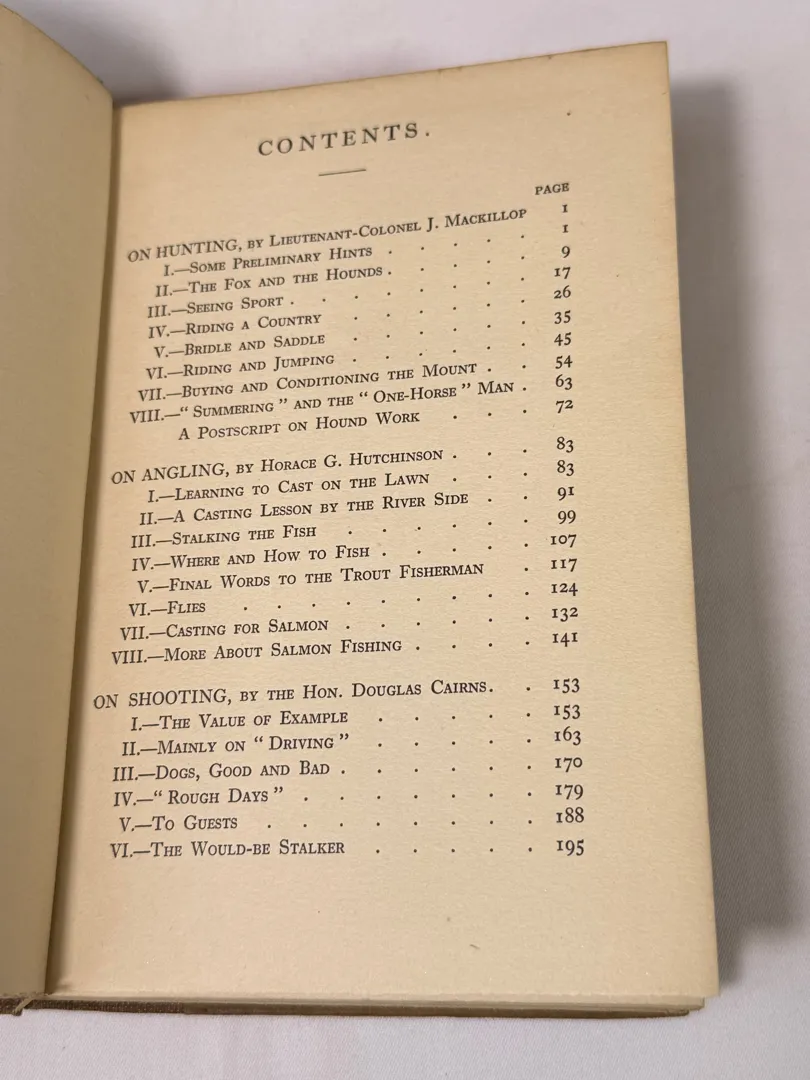 CONTENTS.
PAGE
ON HUNTING, BY LIEUTENANT-COLONEL J. MACKILLOP 1
I.—SOME PRELIMINARY HINTS . . . . 1
II.—THE FOX AND THE HOUNDS . . . . 9
III.—SEEING SPORT . . . . . . 17
IV.—RIDING A COUNTRY . . . . . 26
V.—BRIDLE AND SADDLE . . . . . 35
VI.—RIDING AND JUMPING . . . . . 45
VII.—BUYING AND CONDITIONING THE MOUNT . . 54
VIII.—“SUMMERING” AND THE “ONE-HORSE” MAN . 63
A POSTSCRIPT ON HOUND WORK . . . 72
ON ANGLING, BY HORACE G. HUTCHINSON . . . 83
I.—LEARNING TO CAST ON THE LAWN . . . 83
II.—A CASTING LESSON BY THE RIVER SIDE . . 91
III.—STALKING THE FISH . . . . . . 99
IV.—WHERE AND HOW TO FISH . . . . . 107
V.—FINAL WORDS TO THE TROUT FISHERMAN . 117
VI.—FLIES . . . . . . . . . 124
VII.—CASTING FOR SALMON . . . . . . 132
VIII.—MORE ABOUT SALMON FISHING . . . . 141
ON SHOOTING, BY THE HON. DOUGLAS CAIRNS. . 153
I.—THE VALUE OF EXAMPLE . . . . . 153
II.—MAINLY ON “DRIVING” . . . . . 163
III.—DOGS, GOOD AND BAD . . . . . . 170
IV.—“ROUGH DAYS” . . . . . . . 179
V.—TO GUESTS . . . . . . . . 188
VI.—THE WOULD-BE STALKER . . . . . 195